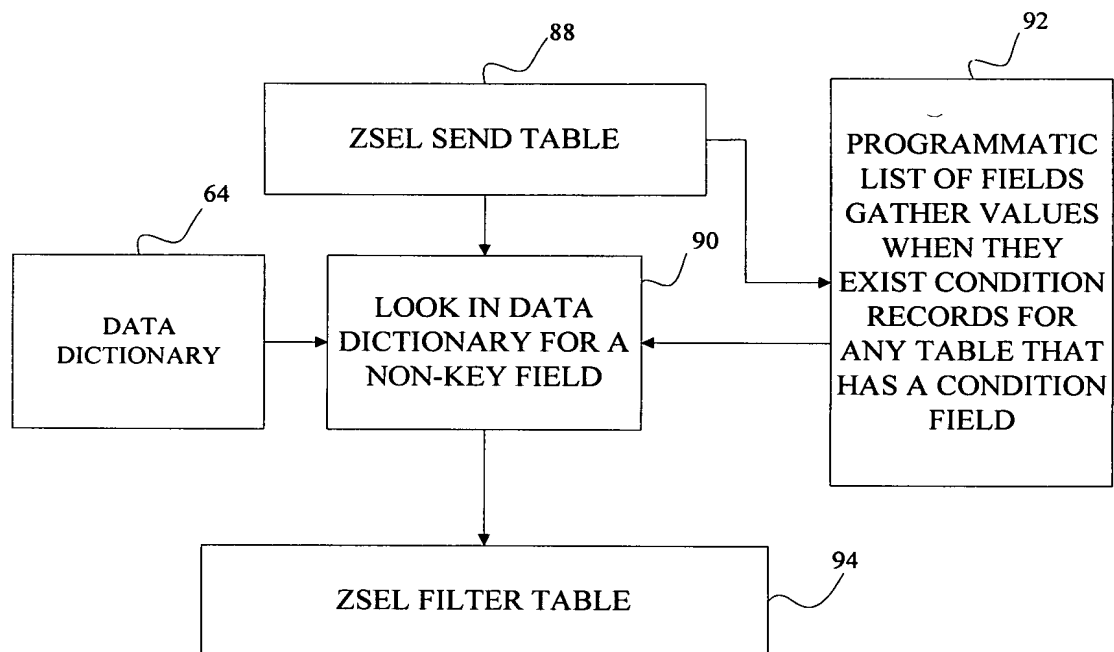 88
ZSEL SEND TABLE
92
PROGRAMMATIC
LIST OF FIELDS
GATHER VALUES
WHEN THEY
EXIST CONDITION
RECORDS FOR
ANY TABLE THAT
HAS A CONDITION
FIELD
64
DATA
DICTIONARY
90
LOOK IN DATA
DICTIONARY FOR A
NON-KEY FIELD
ZSEL FILTER TABLE
94